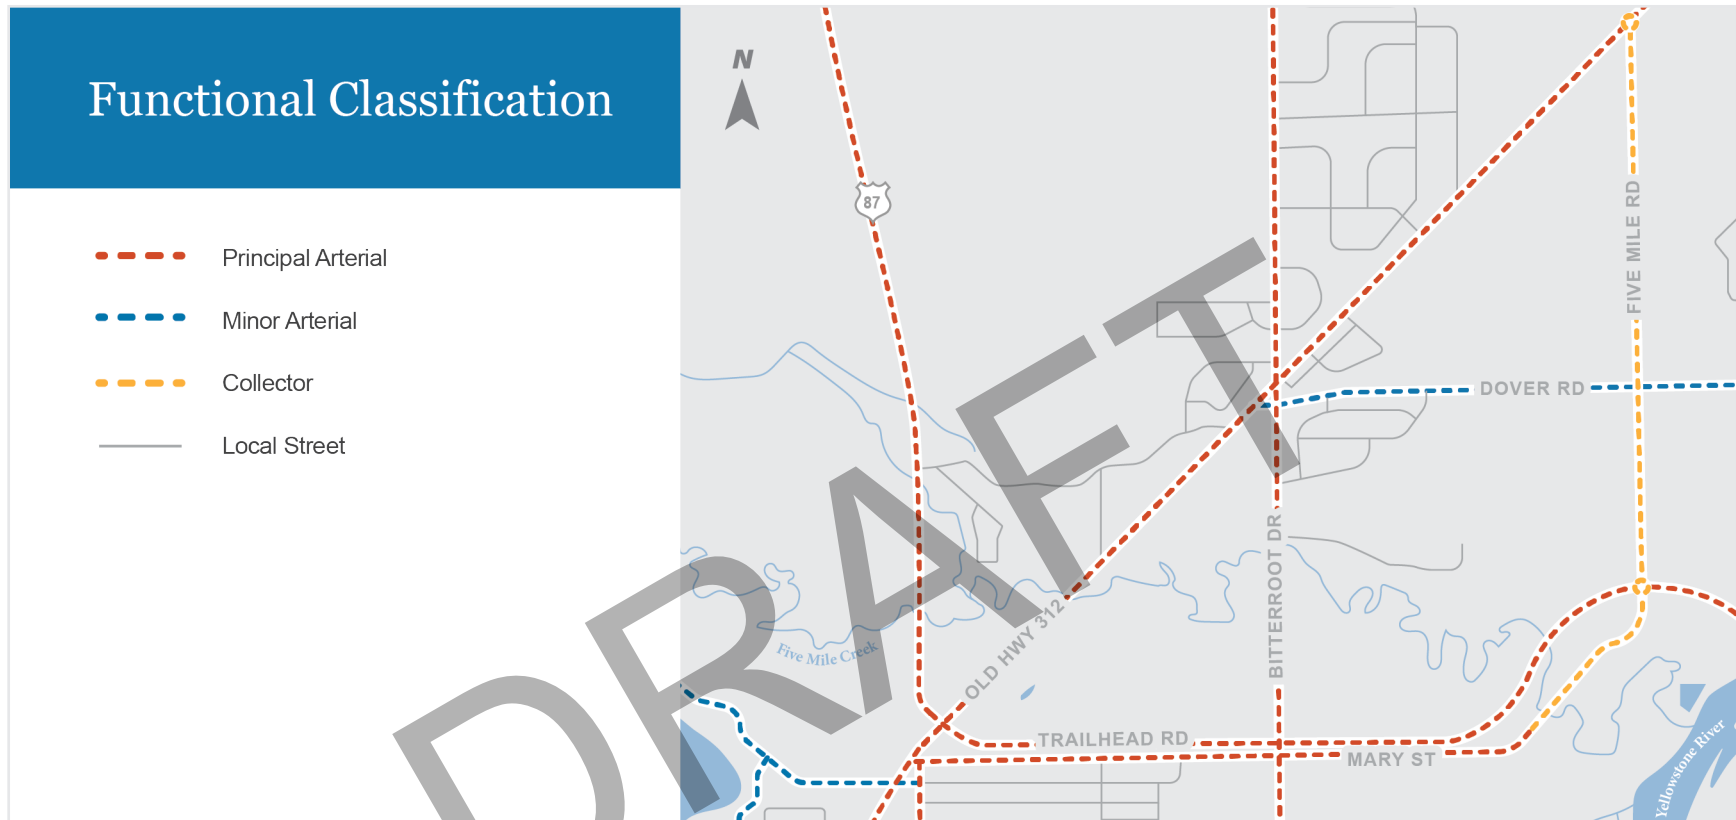 Functional Classification
Principal Arterial
Minor Arterial
Collector
Local Street
N
87
FIVE MILE RD
DOVER RD
BITTERROOT DR
OLD HWY 312
Five Mile Creek
TRAILHEAD RD
MARY ST
Yellowstone River
DRAFT